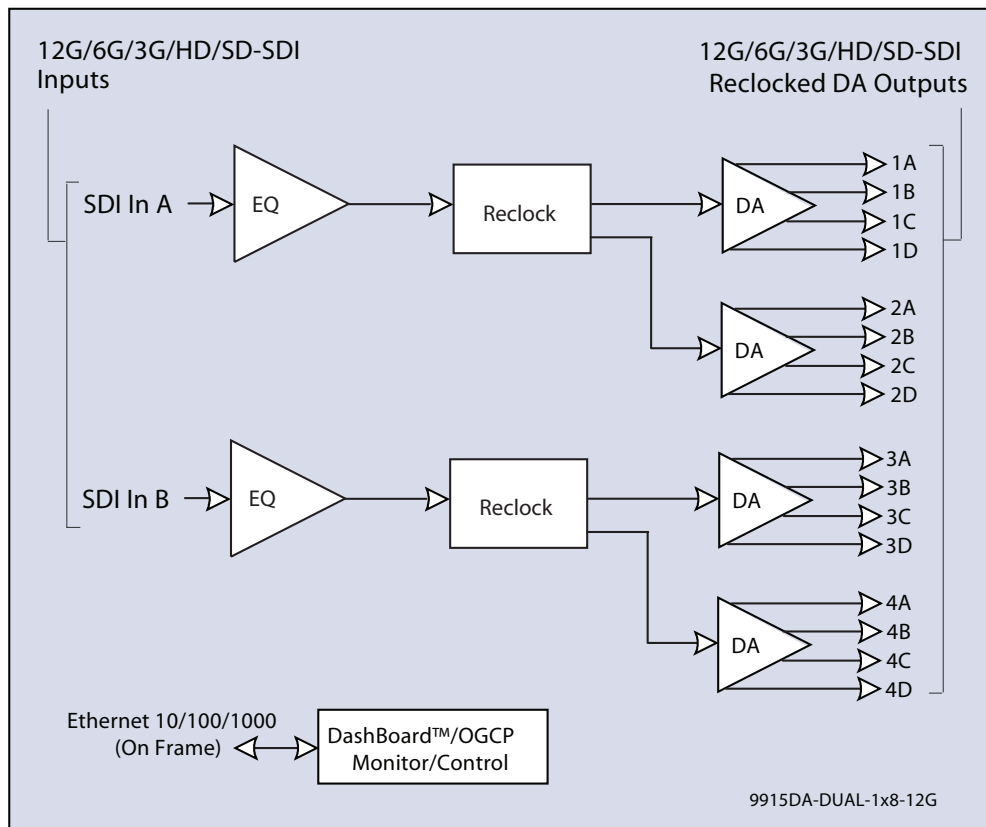 12G/6G/3G/HD/SD-SDI
Inputs
12G/6G/3G/HD/SD-SDI
Reclocked DA Outputs
SDI In A
EQ
Reclock
DA
1A
1B
1C
1D
DA
2A
2B
2C
2D
SDI In B
EQ
Reclock
DA
3A
3B
3C
3D
DA
4A
4B
4C
4D
Ethernet 10/100/1000
(On Frame)
DashBoard™/OGCP
Monitor/Control
9915DA-DUAL-1x8-12G